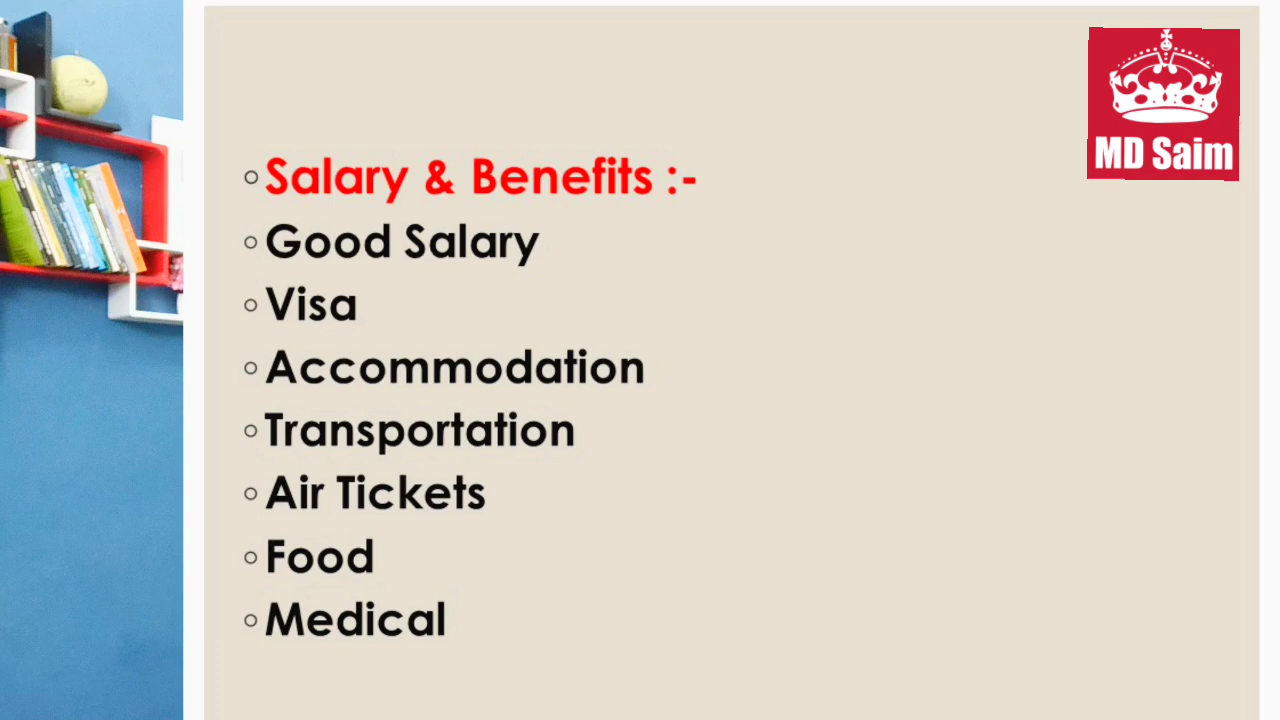 MD Saim
Salary & Benefits :-
Good Salary
Visa
Accommodation
Transportation
Air Tickets
Food
Medical